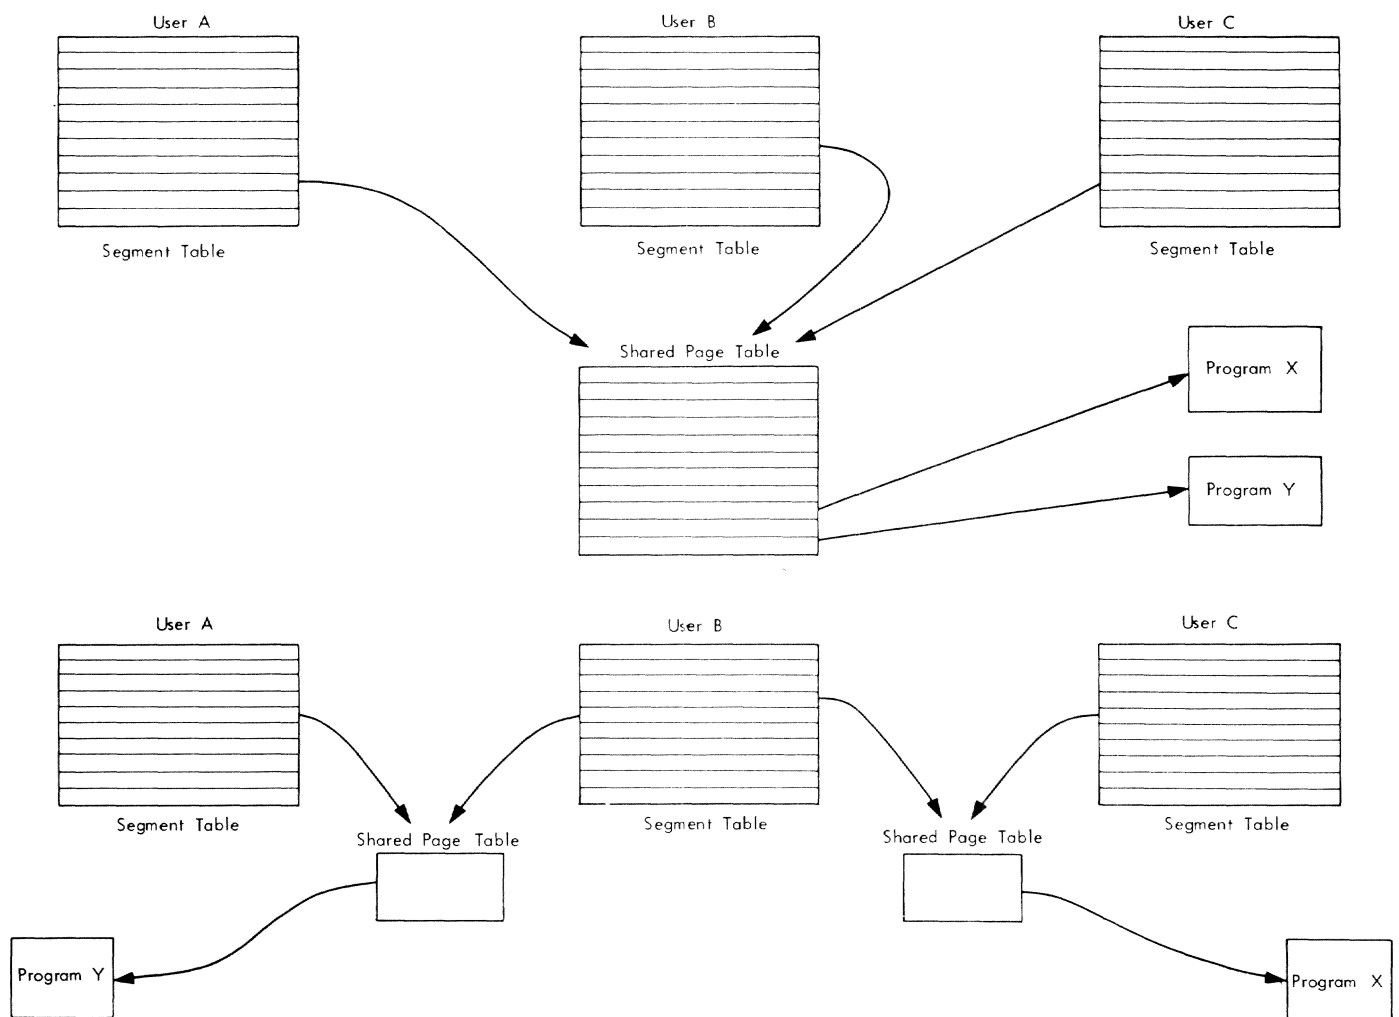 User A
User B
User C
Segment Table
Segment Table
Segment Table
Shared Page Table
Program X
Program Y
User A
User B
User C
Segment Table
Segment Table
Segment Table
Shared Page Table
Shared Page Table
Program Y
Program X